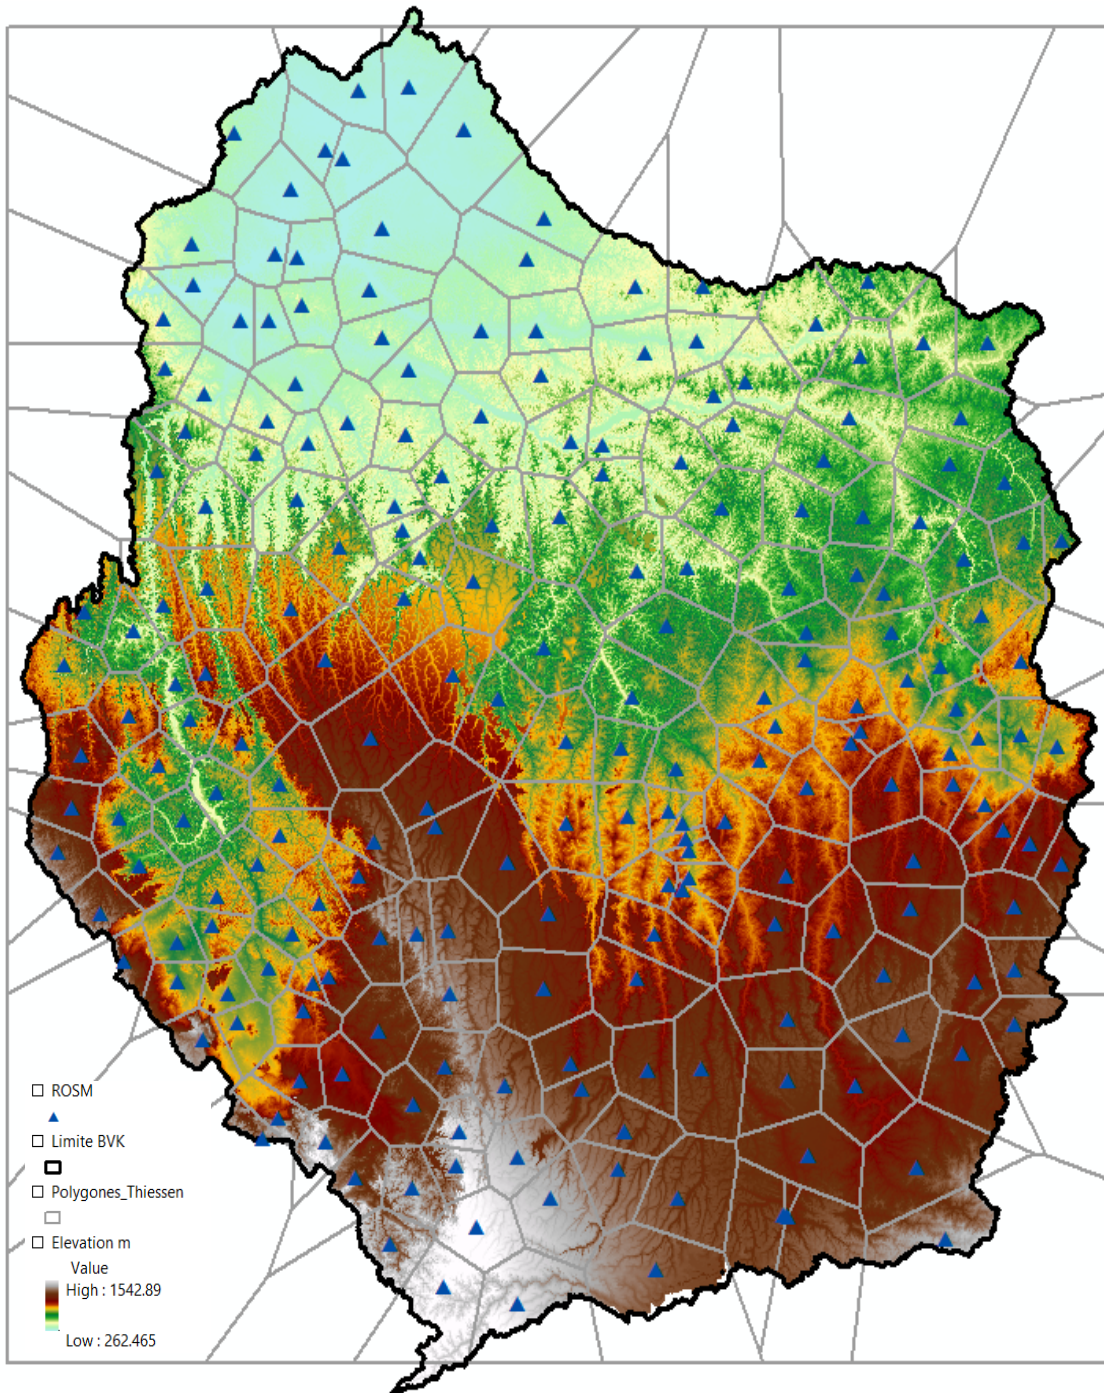 ROSM
Limite BVK
Polygones_Thiessen
Elevation m
Value
High : 1542.89
Low : 262.465